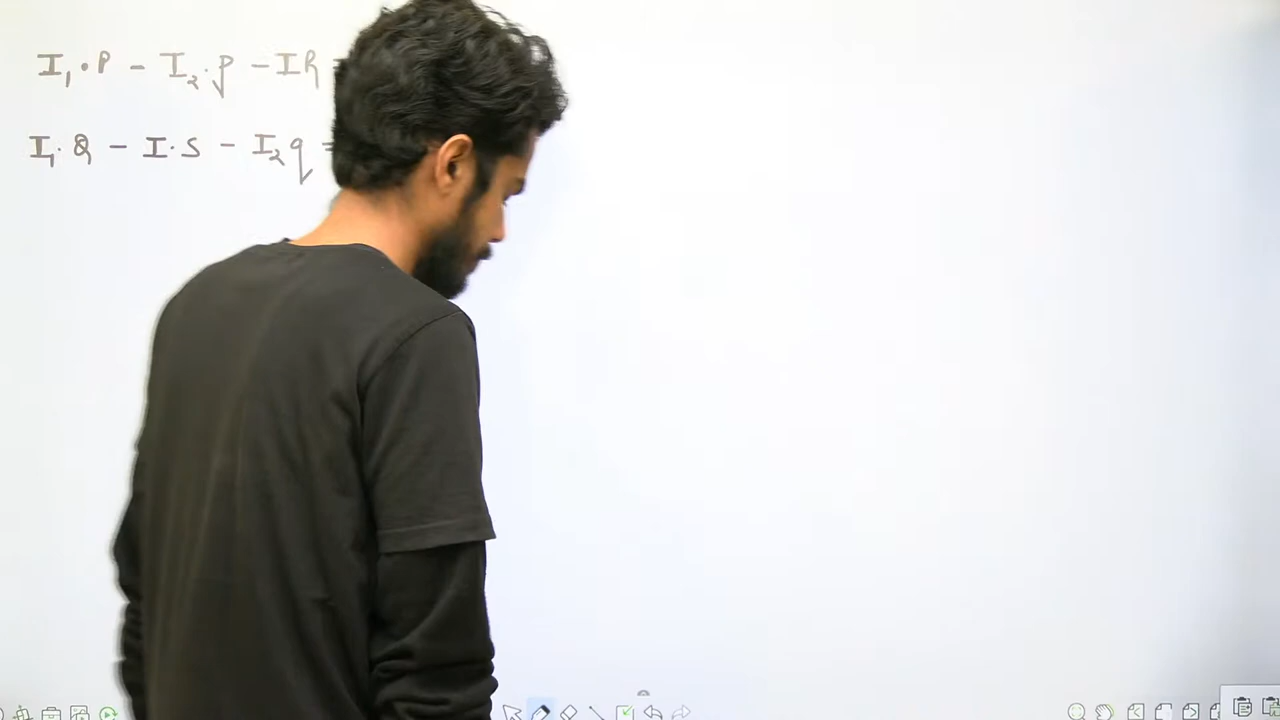 I₁·P - I₂·p - IR =
I₁·Q - I·S - I₂q =